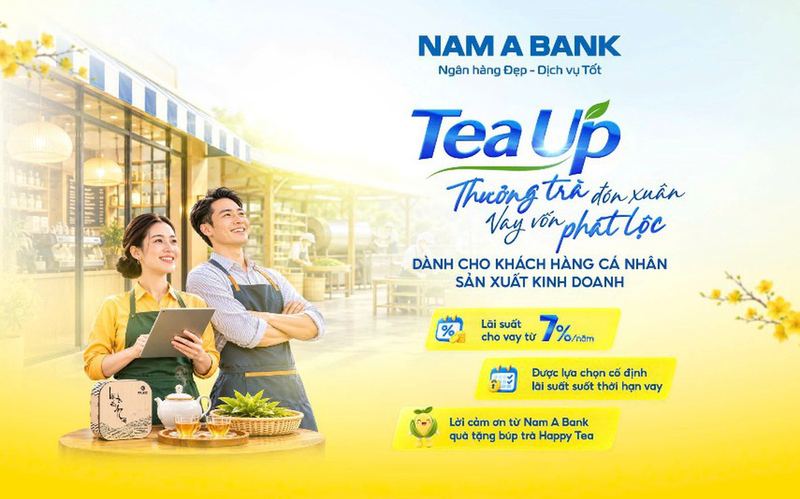 NAM A BANK
Ngân hàng Đẹp - Dịch vụ Tốt
Tea Up
Thưởng trà đón xuân
Vay vốn phát lộc
DÀNH CHO KHÁCH HÀNG CÁ NHÂN
SẢN XUẤT KINH DOANH
Lãi suất
cho vay từ 7%/năm
Được lựa chọn cố định
lãi suất suốt thời hạn vay
Lời cảm ơn từ Nam A Bank
quà tặng búp trà Happy Tea